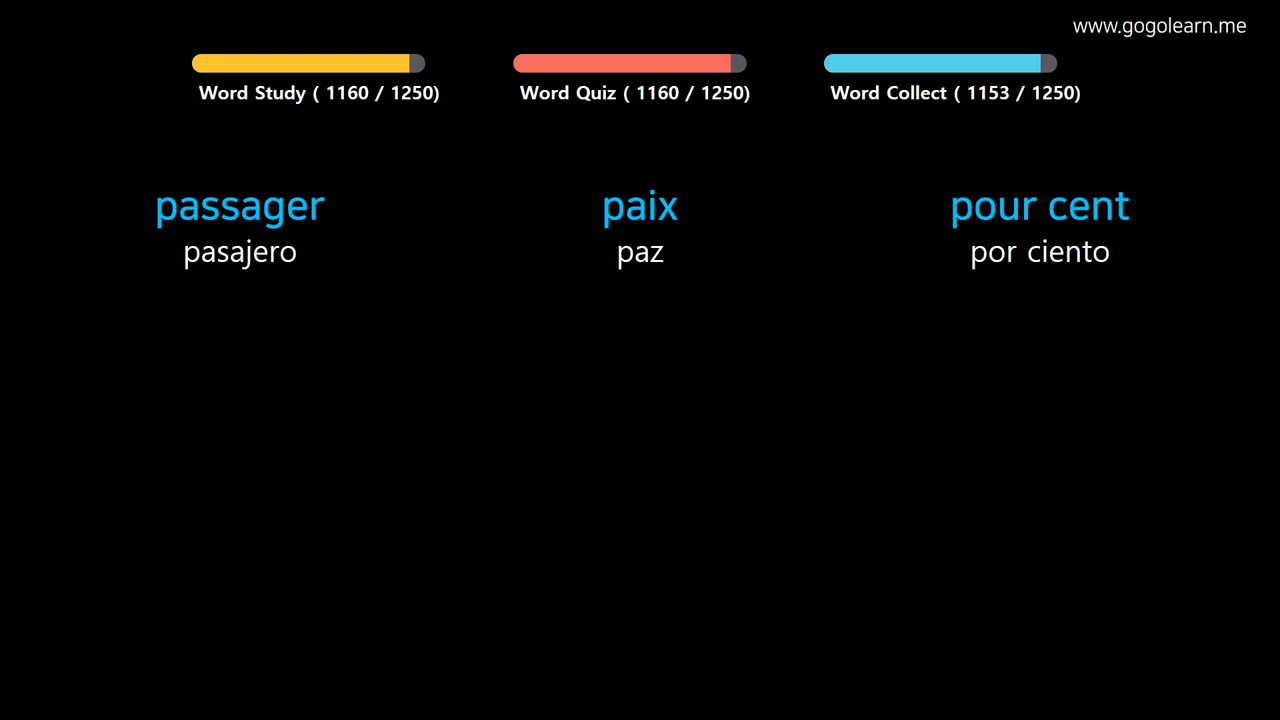 www.gogolearn.me
Word Study ( 1160 / 1250)
Word Quiz ( 1160 / 1250)
Word Collect ( 1153 / 1250)
passager
pasajero
paix
paz
pour cent
por ciento